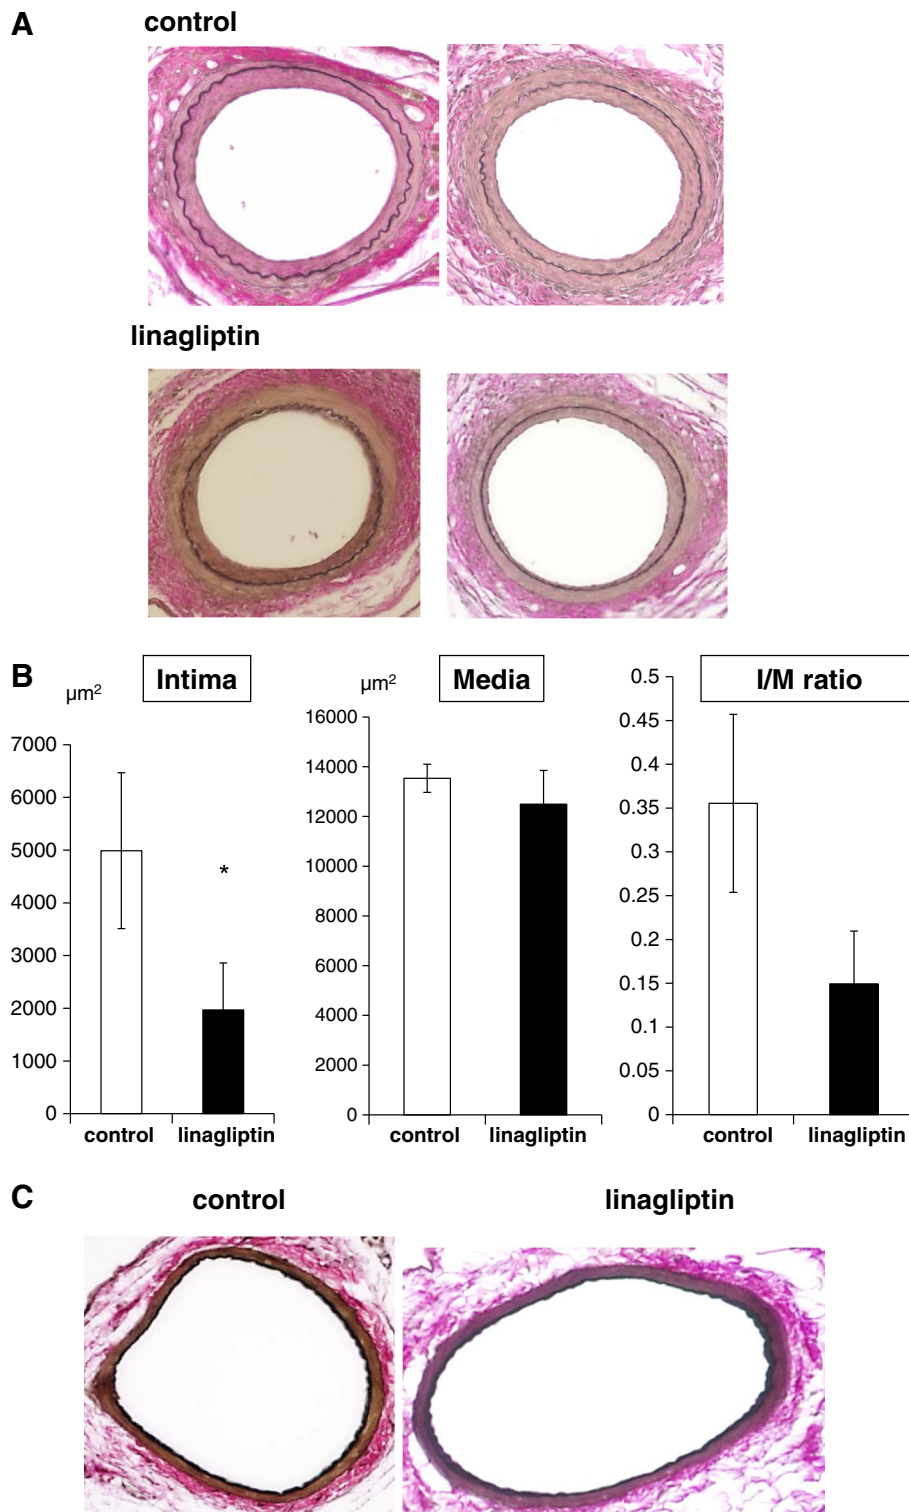 A
control
linagliptin
B
µm²
Intima
7000
6000
5000
4000
3000
2000
1000
0
*
control linagliptin
µm²
Media
16000
14000
12000
10000
8000
6000
4000
2000
0
control linagliptin
I/M ratio
0.5
0.45
0.4
0.35
0.3
0.25
0.2
0.15
0.1
0.05
0
control linagliptin
C
control
linagliptin